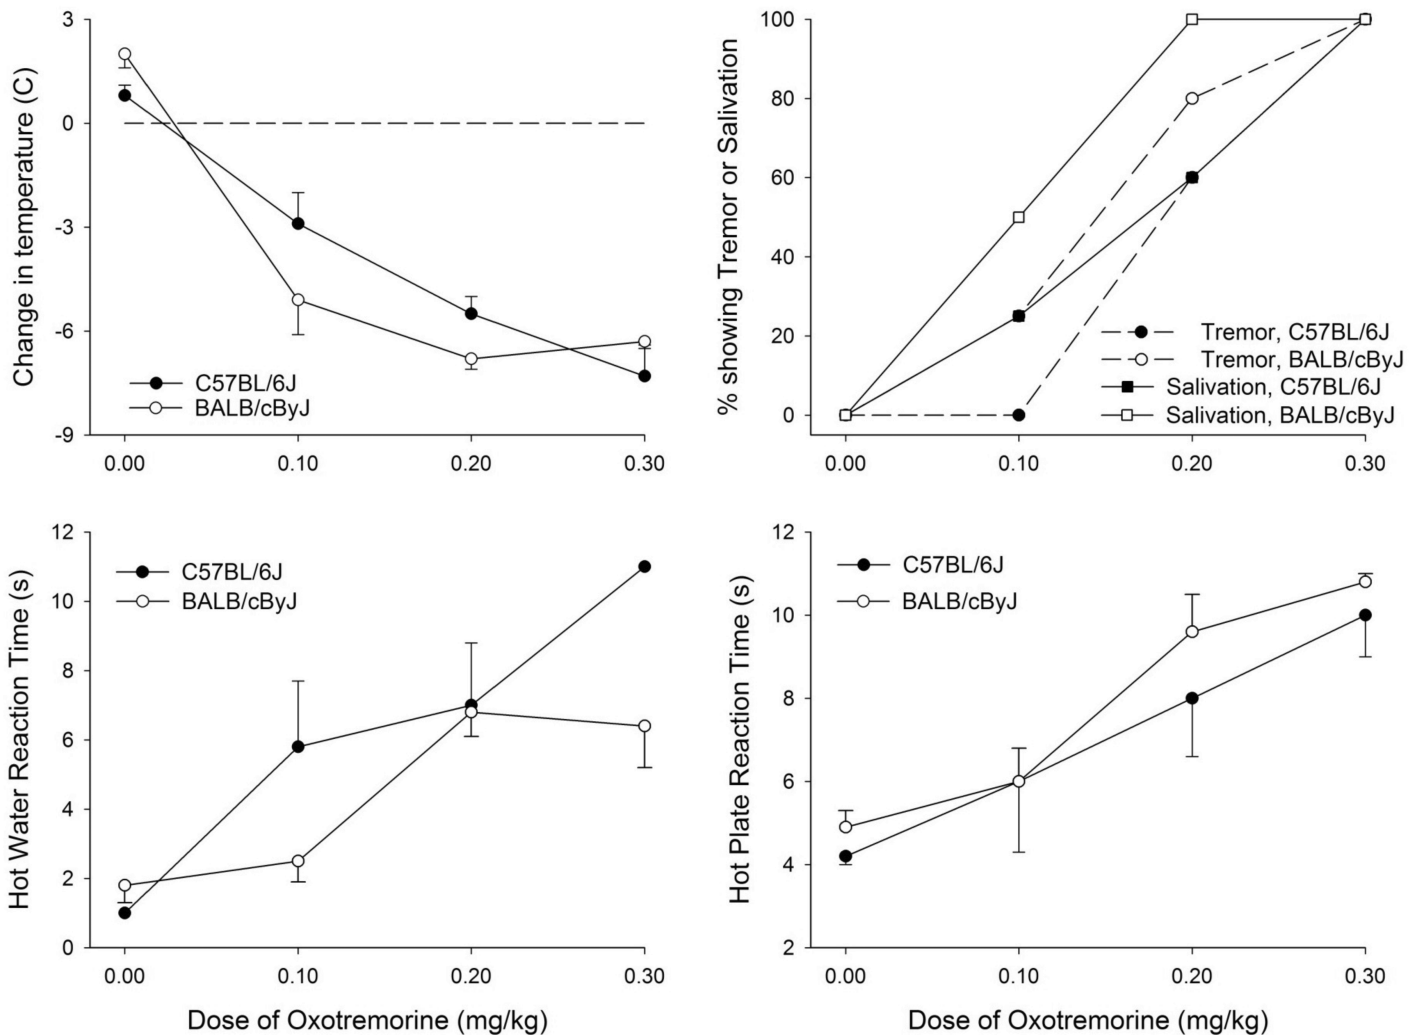 Change in temperature (C)
3
0
-3
-6
-9
C57BL/6J
BALB/cByJ
0.00 0.10 0.20 0.30
% showing Tremor or Salivation
100
80
60
40
20
0
Tremor, C57BL/6J
Tremor, BALB/cByJ
Salivation, C57BL/6J
Salivation, BALB/cByJ
0.00 0.10 0.20 0.30
Hot Water Reaction Time (s)
12
10
8
6
4
2
0
C57BL/6J
BALB/cByJ
0.00 0.10 0.20 0.30
Dose of Oxotremorine (mg/kg)
Hot Plate Reaction Time (s)
12
10
8
6
4
2
C57BL/6J
BALB/cByJ
0.00 0.10 0.20 0.30
Dose of Oxotremorine (mg/kg)